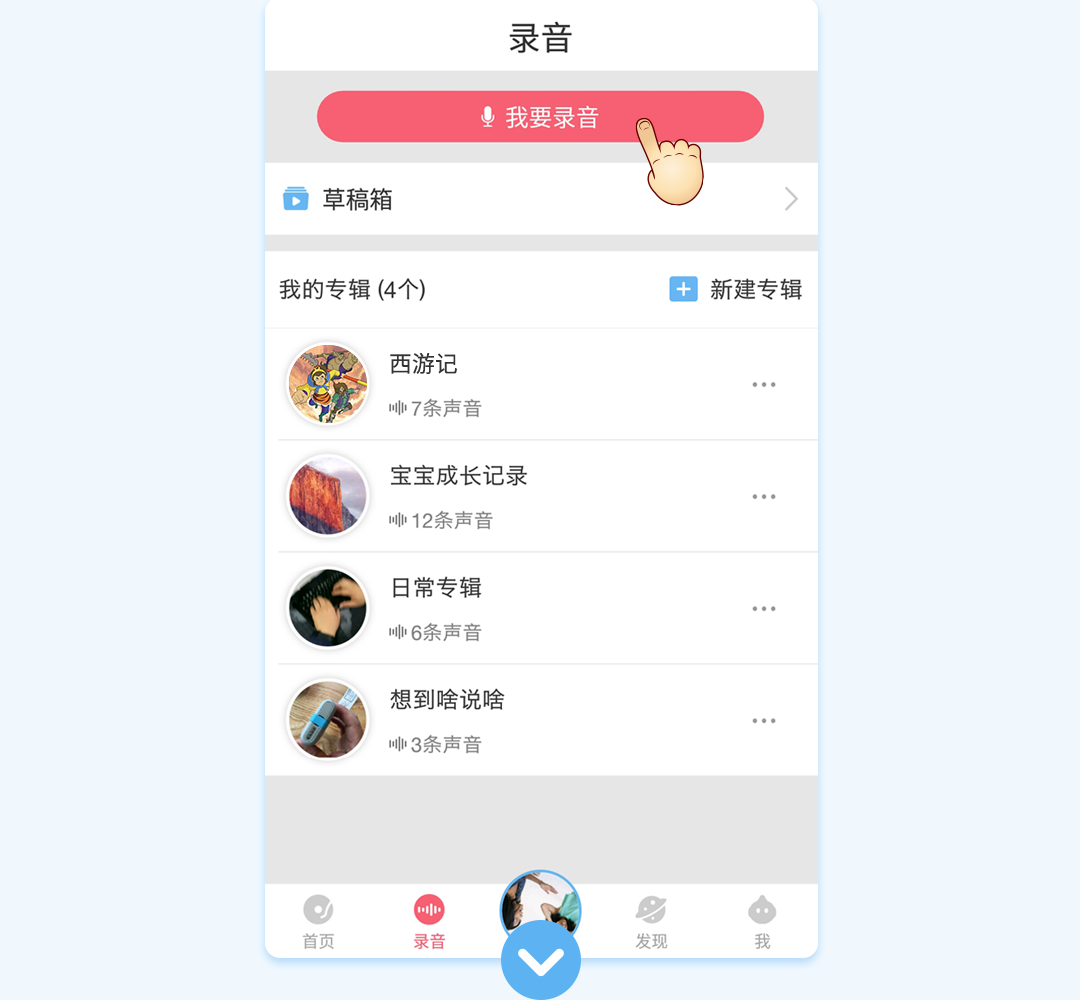 录音
我要录音
草稿箱
我的专辑 (4个)
新建专辑
西游记
7条声音
宝宝成长记录
12条声音
日常专辑
6条声音
想到啥说啥
3条声音
首页
录音
发现
我